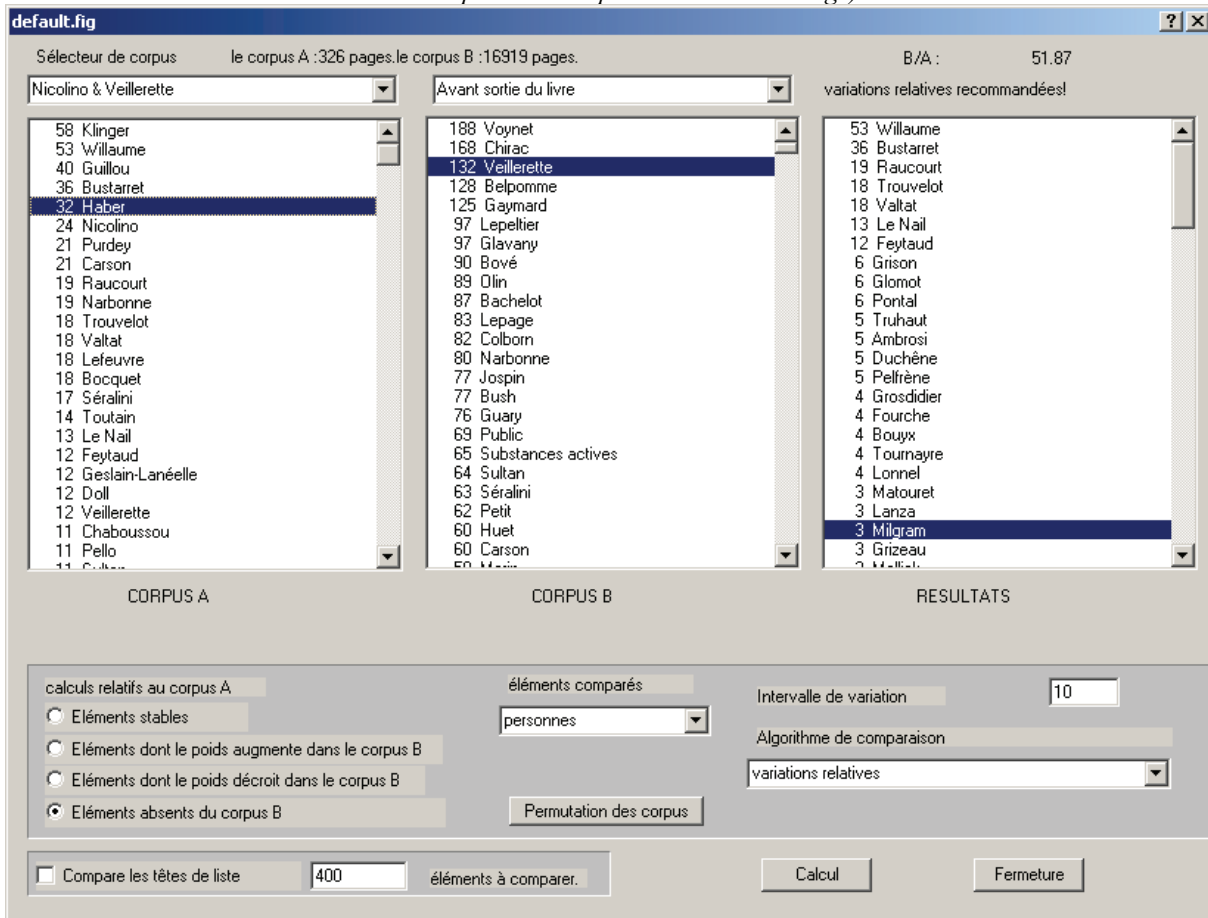 default.fig
Sélecteur de corpus le corpus A :326 pages.le corpus B :16919 pages. B/A : 51.87
Nicolino & Veillerette
Avant sortie du livre
variations relatives recommandées!
58 Klinger
53 Willaume
40 Guillou
36 Bustarret
32 Haber
24 Nicolino
21 Purdey
21 Carson
19 Raucourt
19 Narbonne
18 Trouvelot
18 Valtat
18 Lefeuvre
18 Bocquet
17 Séralini
14 Toutain
13 Le Nail
12 Feytaud
12 Geslain-Lanéelle
12 Doll
12 Veillerette
11 Chaboussou
11 Pello
188 Voynet
168 Chirac
132 Veillerette
128 Belpomme
125 Gaymard
97 Lepeltier
97 Glavany
90 Bové
89 Olin
87 Bachelot
83 Lepage
82 Colborn
80 Narbonne
77 Jospin
77 Bush
76 Guary
69 Public
65 Substances actives
64 Sultan
63 Séralini
62 Petit
60 Huet
60 Carson
53 Willaume
36 Bustarret
19 Raucourt
18 Trouvelot
18 Valtat
13 Le Nail
12 Feytaud
6 Grison
6 Glomot
6 Pontal
5 Truhaut
5 Ambrosi
5 Duchêne
5 Pelfrène
4 Grosdidier
4 Fourche
4 Bouyx
4 Tournayre
4 Lonnel
3 Matouret
3 Lanza
3 Milgram
3 Grizeau
CORPUS A
CORPUS B
RESULTATS
calculs relatifs au corpus A
Eléments stables
Eléments dont le poids augmente dans le corpus B
Eléments dont le poids décroit dans le corpus B
Eléments absents du corpus B
éléments comparés
personnes
Permutation des corpus
Intervalle de variation 10
Algorithme de comparaison
variations relatives
Compare les têtes de liste 400 éléments à comparer.
Calcul
Fermeture